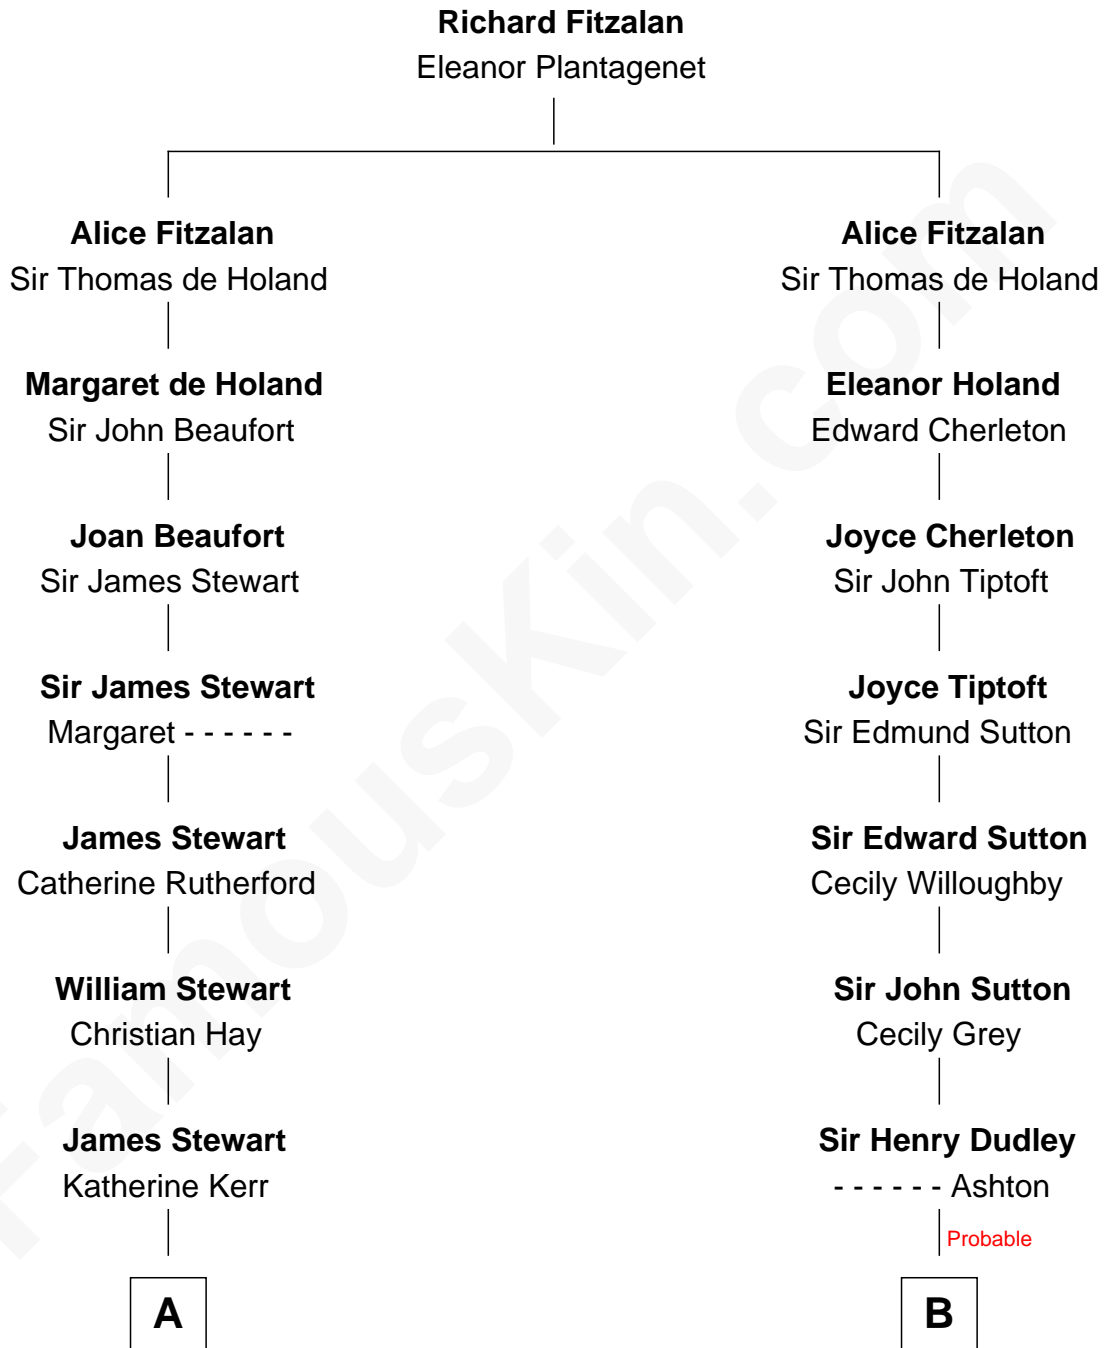 Richard Fitzalan
Eleanor Plantagenet
Alice Fitzalan
Sir Thomas de Holand
Margaret de Holand
Sir John Beaufort
Joan Beaufort
Sir James Stewart
Sir James Stewart
Margaret - - - - - -
James Stewart
Catherine Rutherford
William Stewart
Christian Hay
James Stewart
Katherine Kerr
A
Alice Fitzalan
Sir Thomas de Holand
Eleanor Holand
Edward Cherleton
Joyce Cherleton
Sir John Tiptoft
Joyce Tiptoft
Sir Edmund Sutton
Sir Edward Sutton
Cecily Willoughby
Sir John Sutton
Cecily Grey
Sir Henry Dudley
- - - - - - Ashton
Probable
B
FamousKin.com